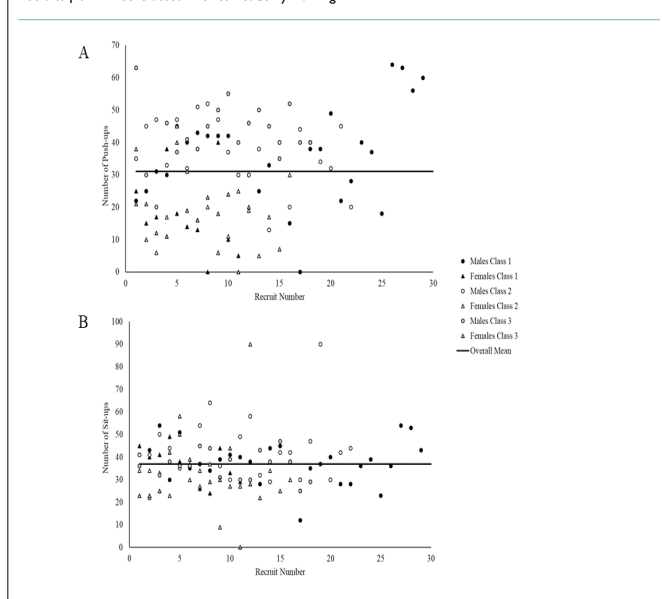 A
70
60
50
40
30
20
10
0
Number of Push-ups
0 5 10 15 20 25 30
Recruit Number
Males Class 1
Females Class 1
Males Class 2
Females Class 2
Males Class 3
Females Class 3
Overall Mean
B
100
90
80
70
60
50
40
30
20
10
0
Number of Sit-ups
0 5 10 15 20 25 30
Recruit Number